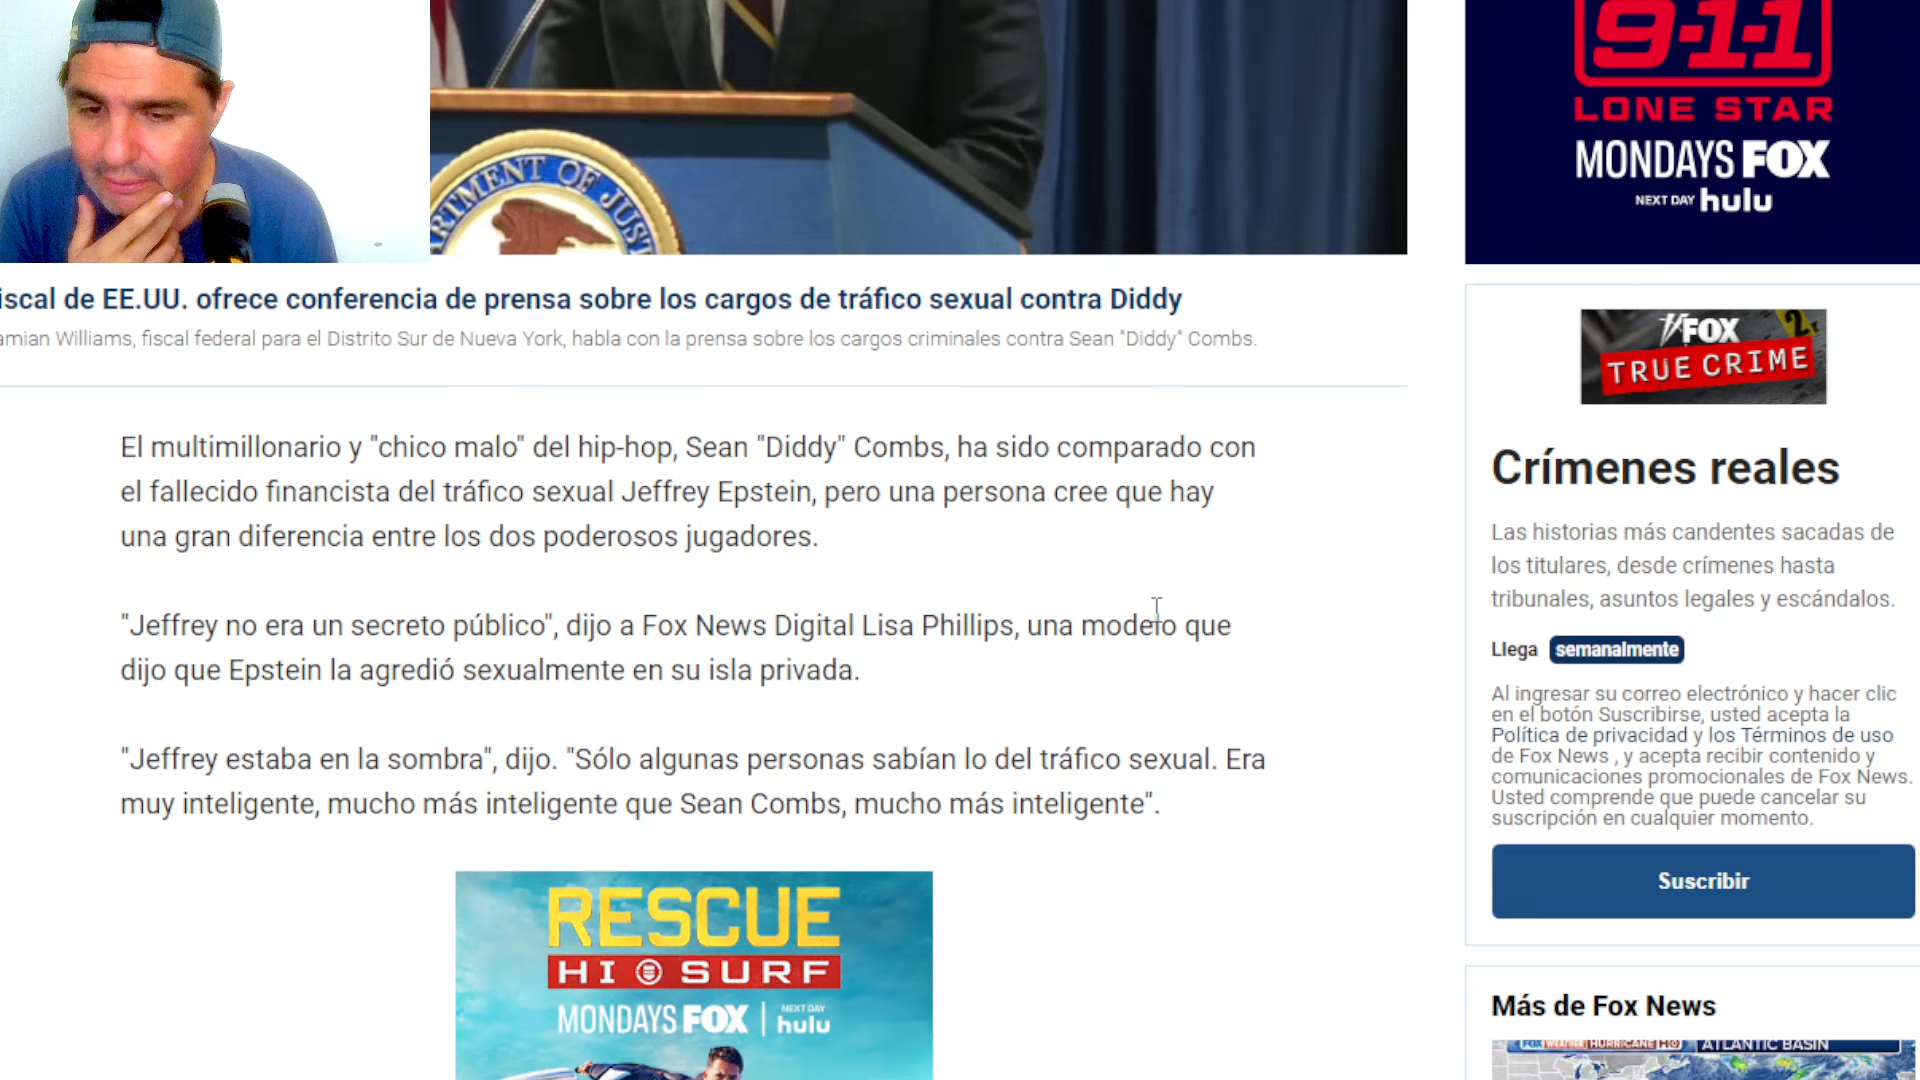 RTMENT OF JUST
9-1-1
LONE STAR
MONDAYS FOX
NEXT DAY hulu
iscal de EE.UU. ofrece conferencia de prensa sobre los cargos de tráfico sexual contra Diddy
amian Williams, fiscal federal para el Distrito Sur de Nueva York, habla con la prensa sobre los cargos criminales contra Sean "Diddy" Combs.
El multimillonario y "chico malo" del hip-hop, Sean "Diddy" Combs, ha sido comparado con
el fallecido financista del tráfico sexual Jeffrey Epstein, pero una persona cree que hay
una gran diferencia entre los dos poderosos jugadores.
"Jeffrey no era un secreto público", dijo a Fox News Digital Lisa Phillips, una modelo que
dijo que Epstein la agredió sexualmente en su isla privada.
"Jeffrey estaba en la sombra", dijo. "Sólo algunas personas sabían lo del tráfico sexual. Era
muy inteligente, mucho más inteligente que Sean Combs, mucho más inteligente".
RESCUE
HI SURF
MONDAYS FOX | NEXT DAY hulu
FOX
TRUE CRIME
2
Crímenes reales
Las historias más candentes sacadas de
los titulares, desde crímenes hasta
tribunales, asuntos legales y escándalos.
Llega semanalmente
Al ingresar su correo electrónico y hacer clic
en el botón Suscribirse, usted acepta la
Política de privacidad y los Términos de uso
de Fox News , y acepta recibir contenido y
comunicaciones promocionales de Fox News.
Usted comprende que puede cancelar su
suscripción en cualquier momento.
Suscribir
Más de Fox News
FOX WEATHER HURRICANE HQ ATLANTIC BASIN